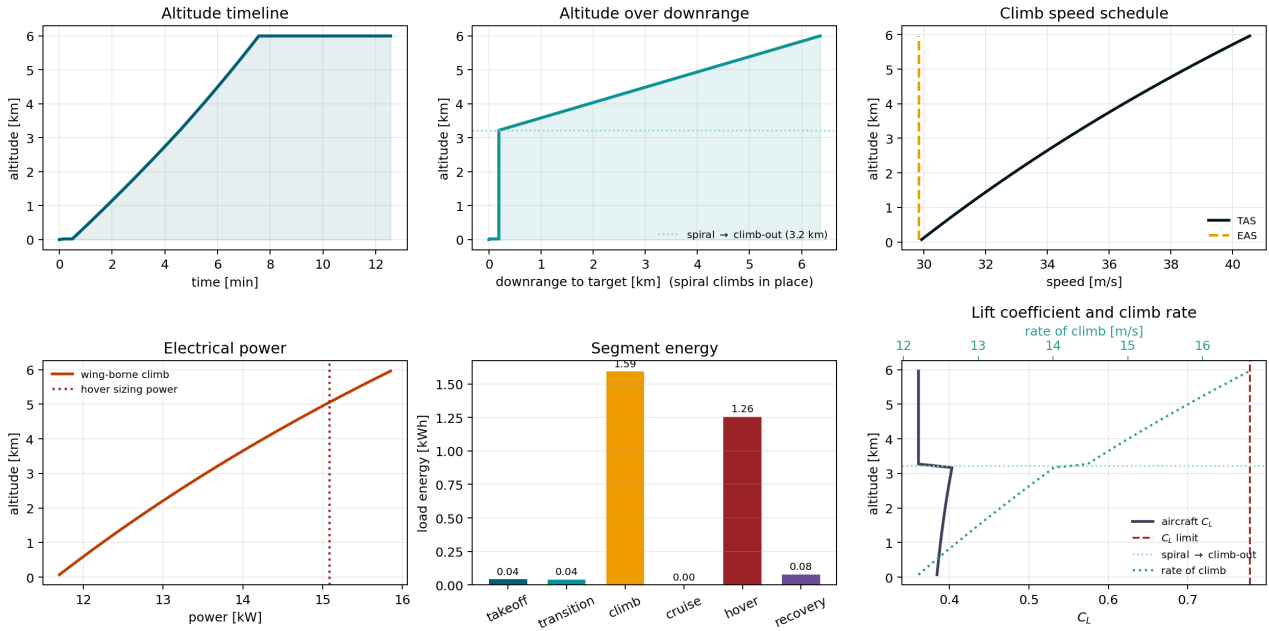 Altitude timeline
6
5
4
3
2
1
0
altitude [km]
0 2 4 6 8 10 12
time [min]
Altitude over downrange
6
5
4
3
2
1
0
altitude [km]
spiral → climb-out (3.2 km)
0 1 2 3 4 5 6
downrange to target [km] (spiral climbs in place)
Climb speed schedule
6
5
4
3
2
1
0
altitude [km]
TAS
EAS
30 32 34 36 38 40
speed [m/s]
Electrical power
6
5
4
3
2
1
0
altitude [km]
wing-borne climb
hover sizing power
12 13 14 15 16
power [kW]
Segment energy
1.50
1.25
1.00
0.75
0.50
0.25
0.00
load energy [kWh]
0.04 0.04 1.59 0.00 1.26 0.08
takeoff transition climb cruise hover recovery
Lift coefficient and climb rate
rate of climb [m/s]
12 13 14 15 16
6
5
4
3
2
1
0
altitude [km]
aircraft C_L
C_L limit
spiral → climb-out
rate of climb
0.4 0.5 0.6 0.7
C_L